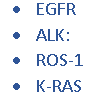 • EGFR
• ALK:
• ROS-1
• K-RAS